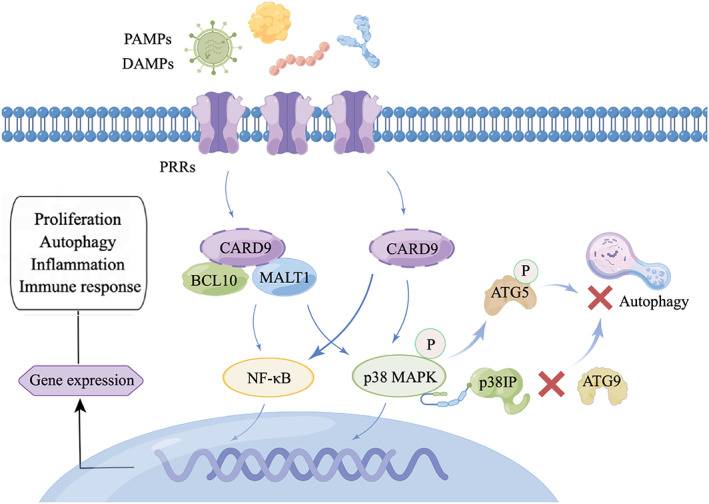 PAMPs
DAMPs
PRRs
Proliferation
Autophagy
Inflammation
Immune response
CARD9
BCL10
MALT1
CARD9
P
ATG5
Autophagy
P
Gene expression
NF-κB
p38 MAPK
p38IP
ATG9